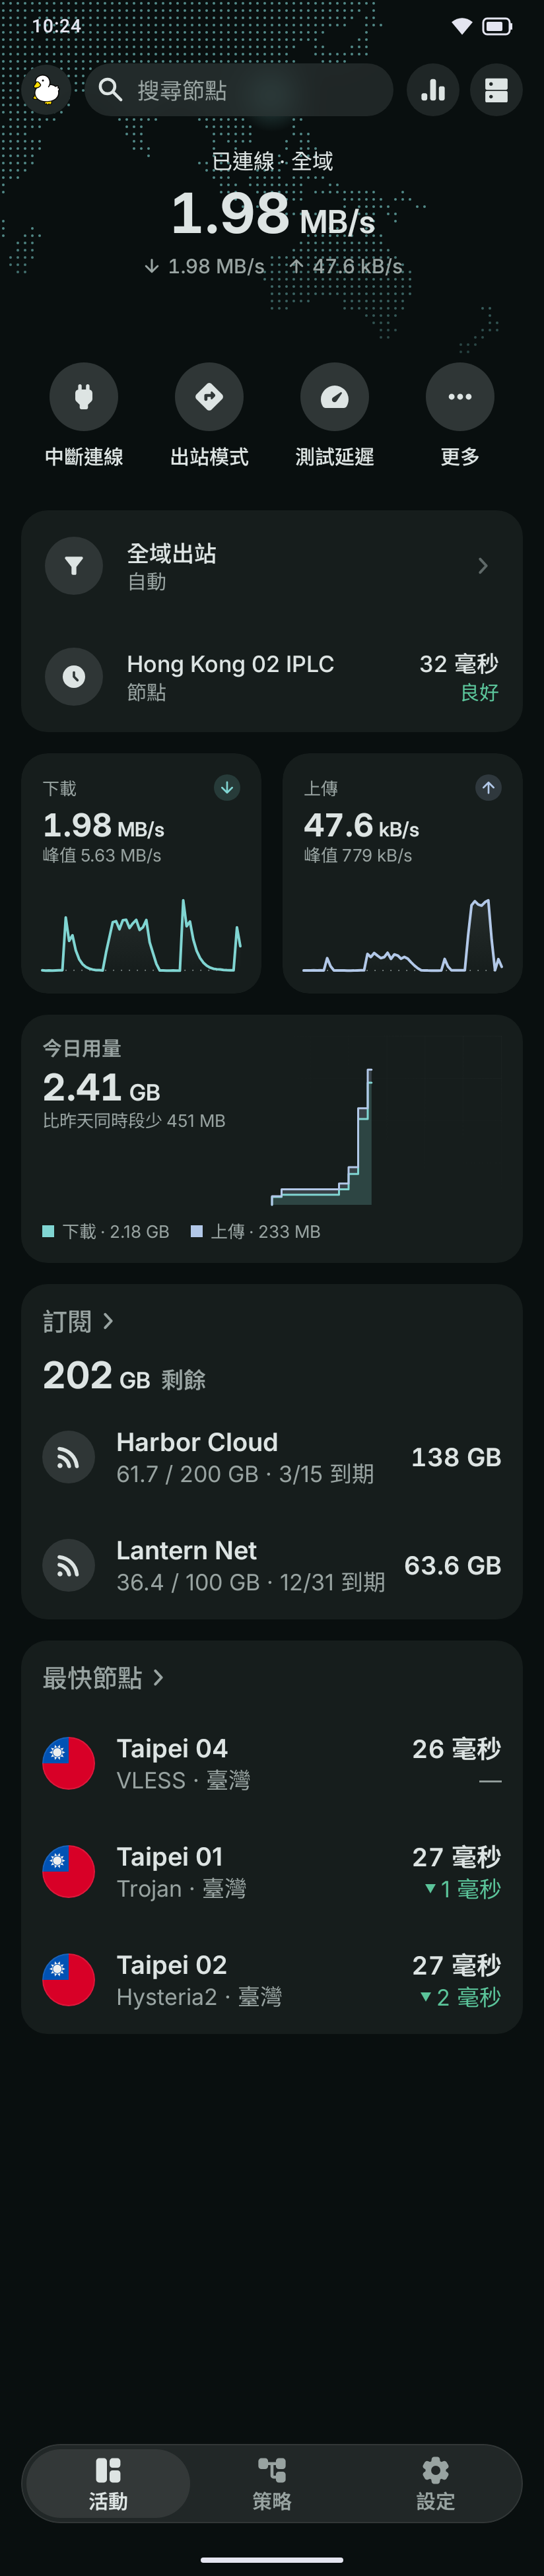 10:24
搜尋節點
已連線 · 全域
1.98 MB/s
1.98 MB/s 47.6 kB/s
中斷連線 出站模式 測試延遲 更多
全域出站
自動
Hong Kong 02 IPLC 32 毫秒
節點 良好
下載 上傳
1.98 MB/s 47.6 kB/s
峰值 5.63 MB/s 峰值 779 kB/s
今日用量
2.41 GB
比昨天同時段少 451 MB
下載 · 2.18 GB 上傳 · 233 MB
訂閱
202 GB 剩餘
Harbor Cloud 138 GB
61.7 / 200 GB · 3/15 到期
Lantern Net 63.6 GB
36.4 / 100 GB · 12/31 到期
最快節點
Taipei 04 26 毫秒
VLESS · 臺灣 —
Taipei 01 27 毫秒
Trojan · 臺灣 ▼1 毫秒
Taipei 02 27 毫秒
Hysteria2 · 臺灣 ▼2 毫秒
活動 策略 設定